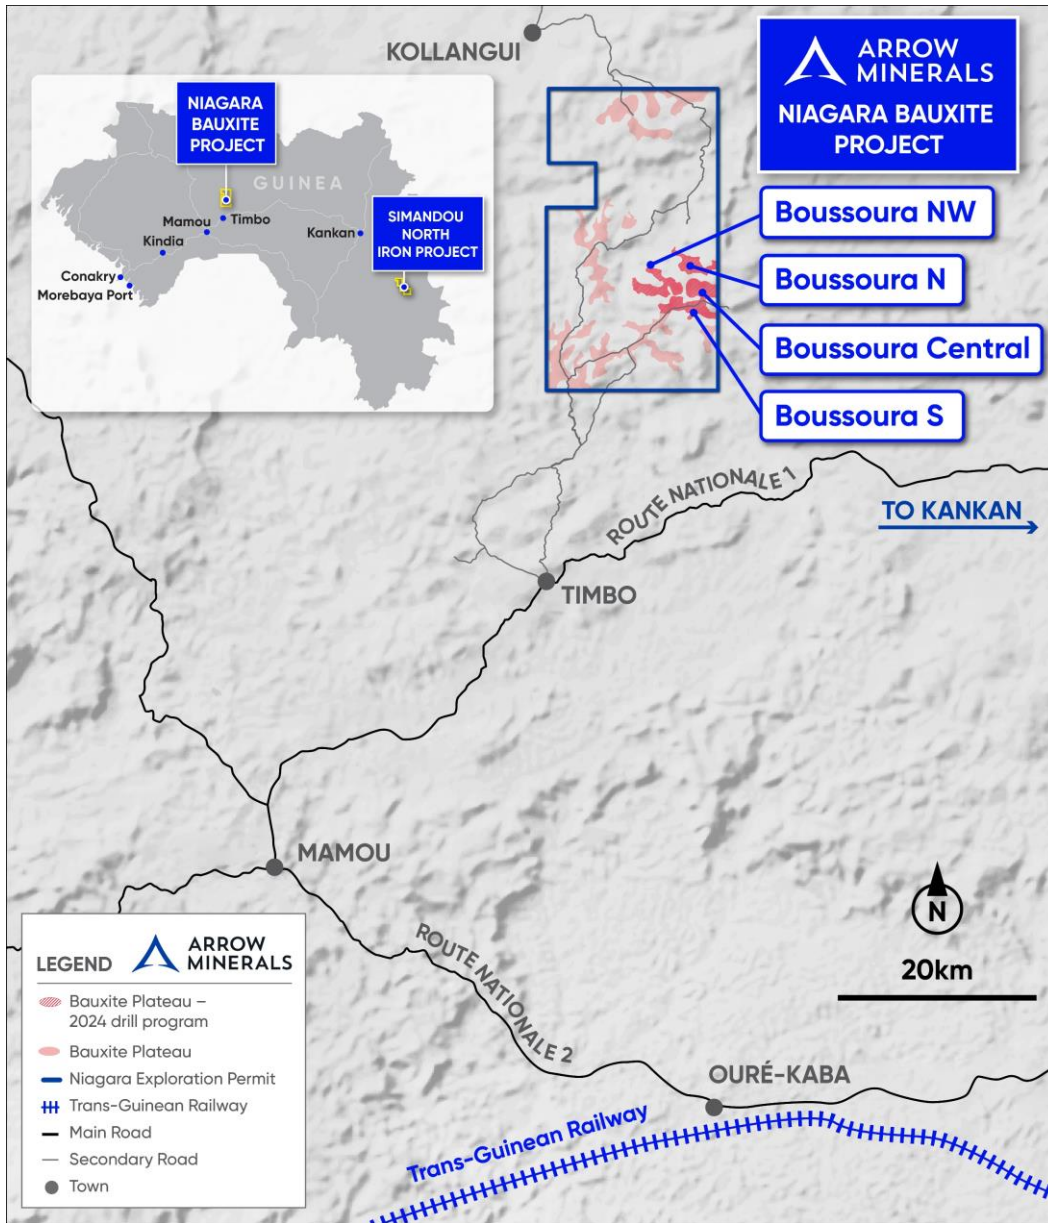 KOLLANGUI
ARROW
MINERALS
NIAGARA BAUXITE
PROJECT
NIAGARA
BAUXITE
PROJECT
GUINEA
SIMANDOU
NORTH
IRON PROJECT
Mamou
Timbo
Kankan
Kindia
Conakry
Morebaya Port
Boussoura NW
Boussoura N
Boussoura Central
Boussoura S
ROUTE NATIONALE 1
TO KANKAN
TIMBO
MAMOU
N
20km
ROUTE NATIONALE 2
OURÉ-KABA
Trans-Guinean Railway
LEGEND
ARROW
MINERALS
Bauxite Plateau –
2024 drill program
Bauxite Plateau
Niagara Exploration Permit
Trans-Guinean Railway
Main Road
Secondary Road
Town